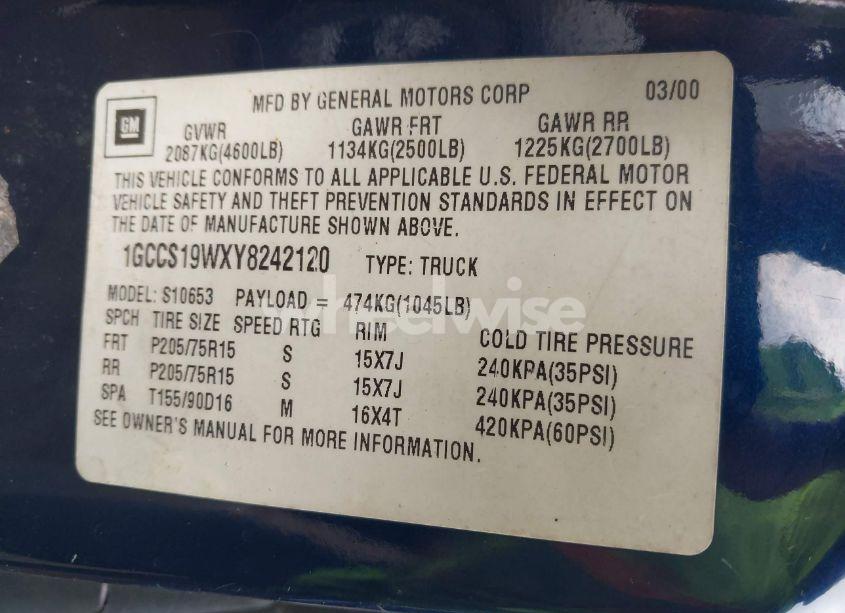 MFD BY GENERAL MOTORS CORP 03/00
GM
GVWR GAWR FRT GAWR RR
2087KG(4600LB) 1134KG(2500LB) 1225KG(2700LB)
THIS VEHICLE CONFORMS TO ALL APPLICABLE U.S. FEDERAL MOTOR
VEHICLE SAFETY AND THEFT PREVENTION STANDARDS IN EFFECT ON
THE DATE OF MANUFACTURE SHOWN ABOVE.
1GCCS19WXY8242120 TYPE: TRUCK
MODEL: S10653 PAYLOAD = 474KG(1045LB)
wheelwise
SPCH TIRE SIZE SPEED RTG RIM COLD TIRE PRESSURE
FRT P205/75R15 S 15X7J 240KPA(35PSI)
RR P205/75R15 S 15X7J 240KPA(35PSI)
SPA T155/90D16 M 16X4T 420KPA(60PSI)
SEE OWNER'S MANUAL FOR MORE INFORMATION.